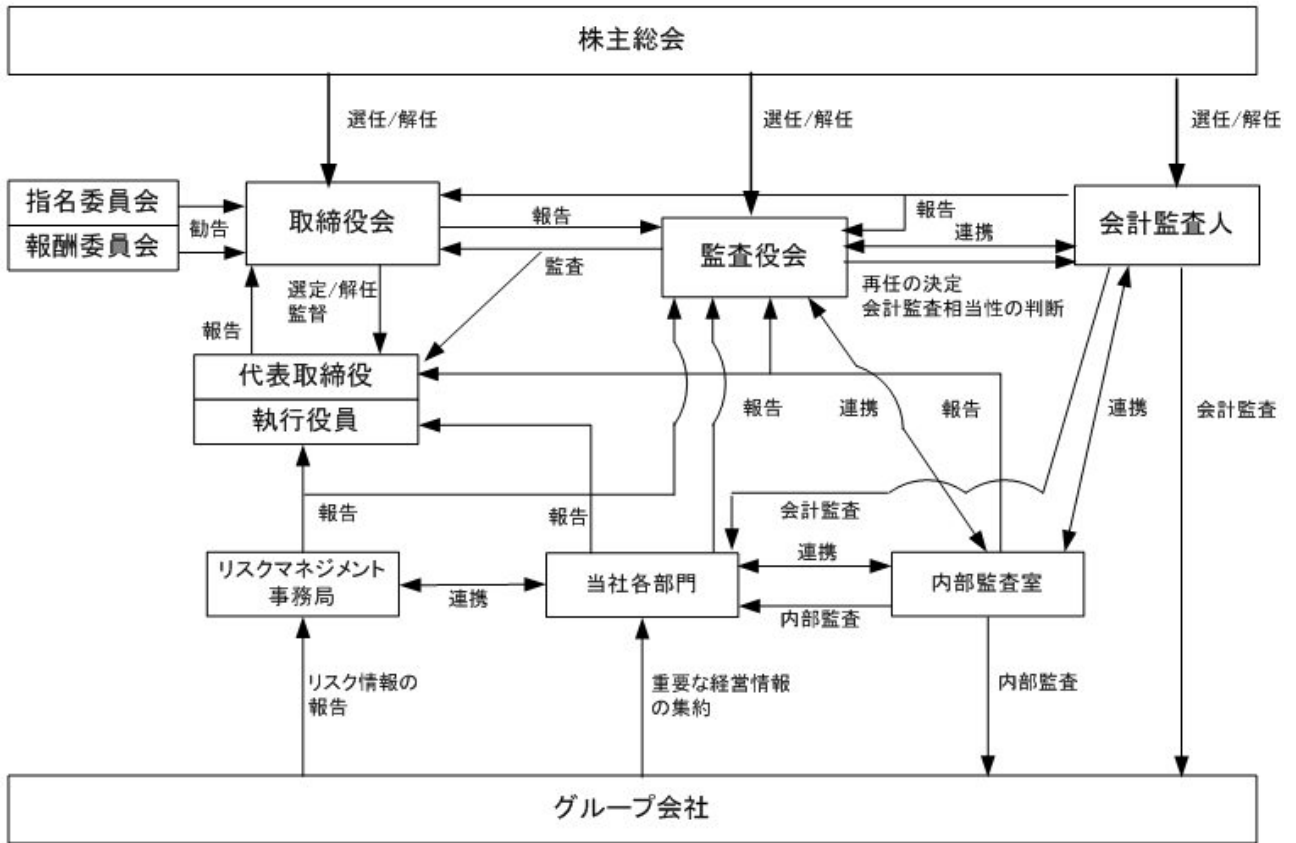 株主総会
選任/解任
選任/解任
選任/解任
指名委員会
報酬委員会
勧告
取締役会
報告
監査
監査役会
報告
連携
会計監査人
再任の決定
会計監査相当性の判断
選定/解任
監督
報告
代表取締役
執行役員
報告
連携
報告
連携
会計監査
報告
報告
会計監査
リスクマネジメント
事務局
連携
当社各部門
連携
内部監査
内部監査室
リスク情報の
報告
重要な経営情報
の集約
内部監査
グループ会社